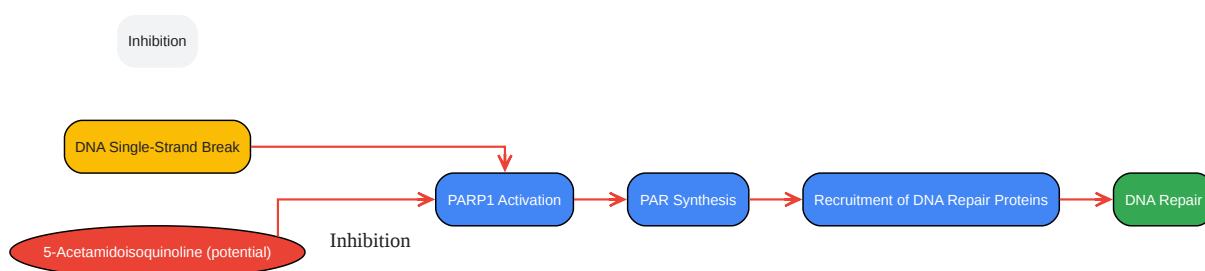 Inhibition
DNA Single-Strand Break
PARP1 Activation
PAR Synthesis
Recruitment of DNA Repair Proteins
DNA Repair
5-Acetamidoisoquinoline (potential)
Inhibition